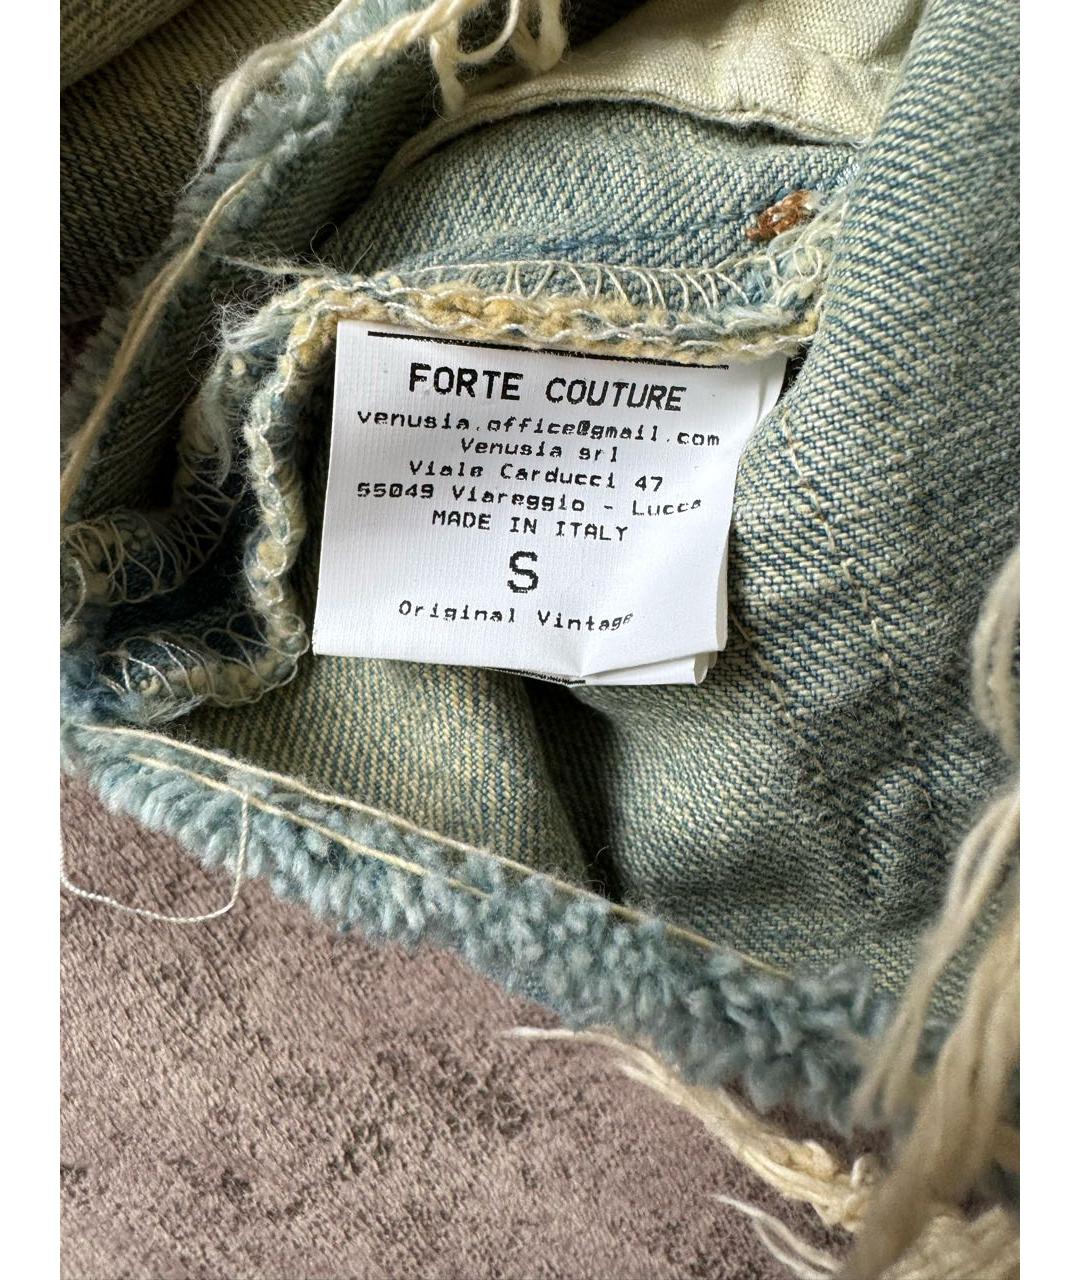 FORTE COUTURE
venusia.office@gmail.com
Venusia srl
Viale Carducci 47
55049 Viareggio - Lucca
MADE IN ITALY
S
Original Vintage